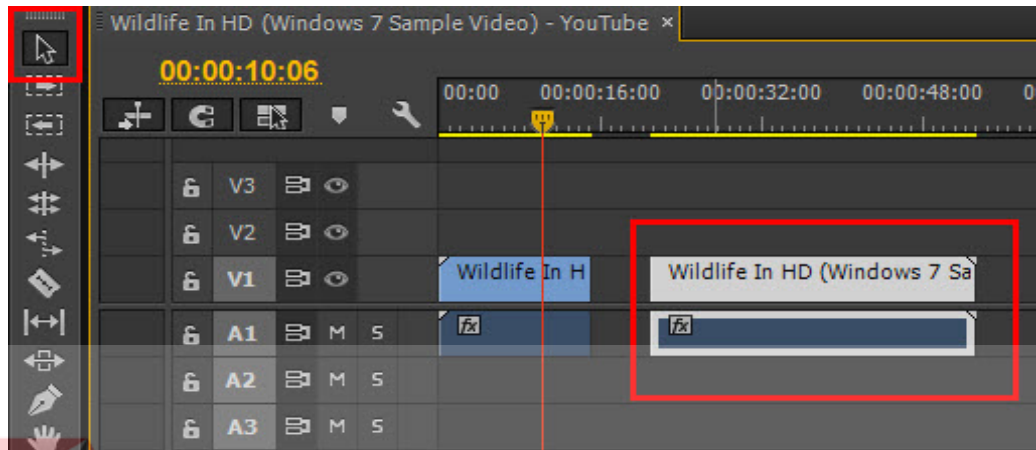 Wildlife In HD (Windows 7 Sample Video) - YouTube ×
00:00:10:06
00:00 00:00:16:00 00:00:32:00 00:00:48:00 0
V3
V2
V1 Wildlife In H Wildlife In HD (Windows 7 Sa
A1 M S fx fx
A2 M S
A3 M S